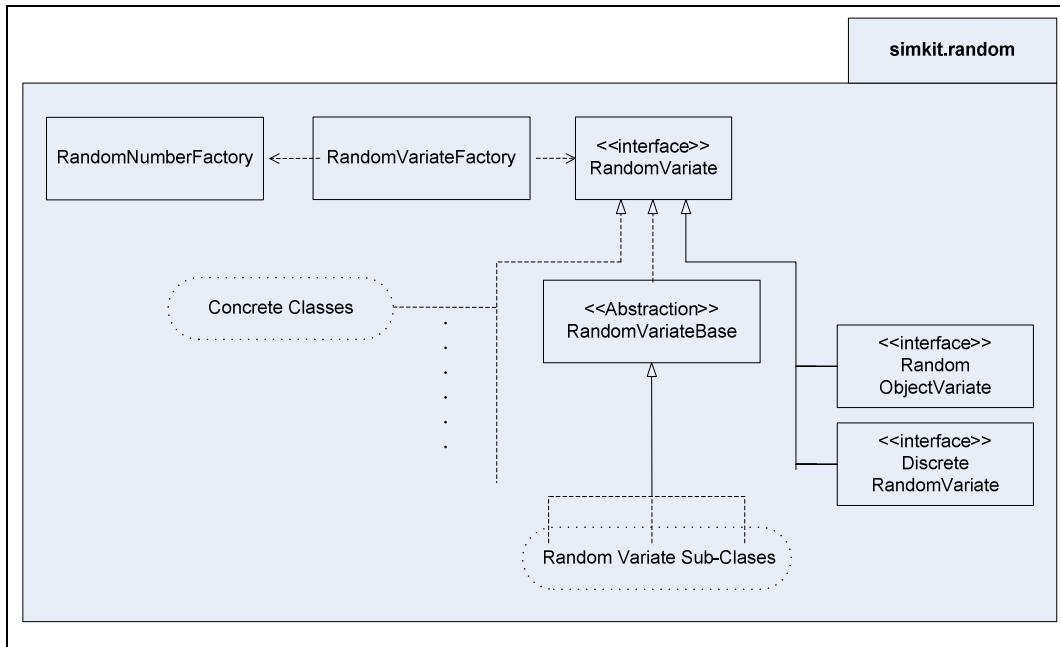 simkit.random
RandomNumberFactory
RandomVariateFactory
<<interface>>
RandomVariate
Concrete Classes
<<Abstraction>>
RandomVariateBase
<<interface>>
Random
ObjectVariate
<<interface>>
Discrete
RandomVariate
Random Variate Sub-Clases